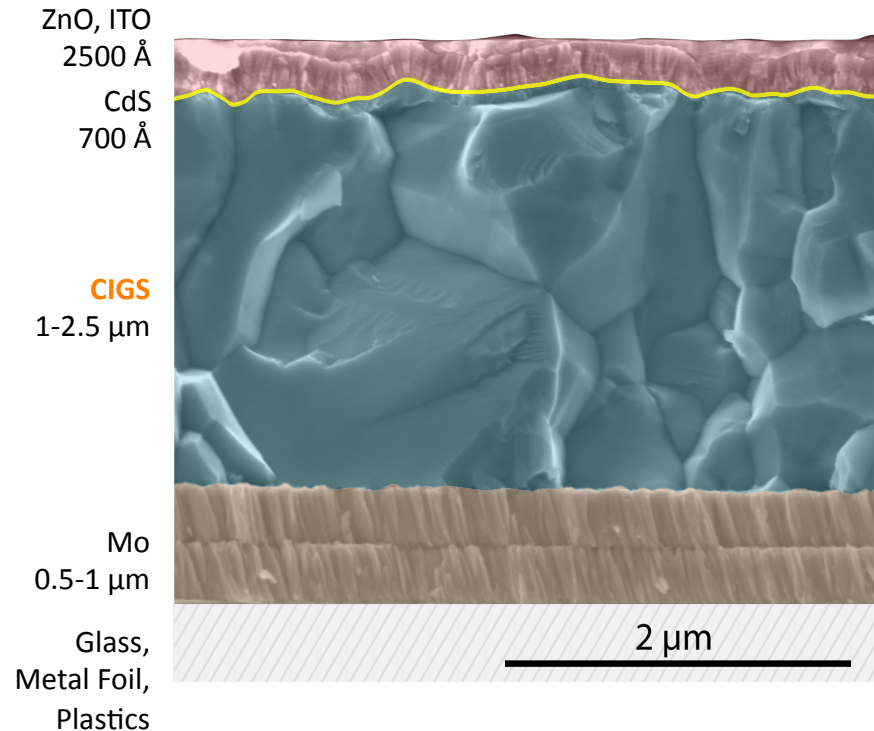 ZnO, ITO
2500 Å
CdS
700 Å
CIGS
1-2.5 µm
Mo
0.5-1 µm
Glass,
Metal Foil,
Plastics
2 µm